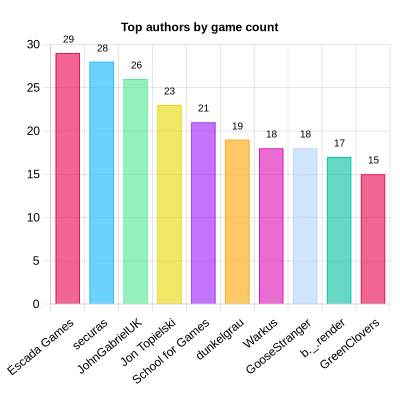 Top authors by game count
30
25
20
15
10
5
0
29
28
26
23
21
19
18
18
17
15
Escada Games
securas
JohnGabrielUK
Jon Topielski
School for Games
dunkelgrau
Warkus
GooseStranger
b._.render
GreenClovers